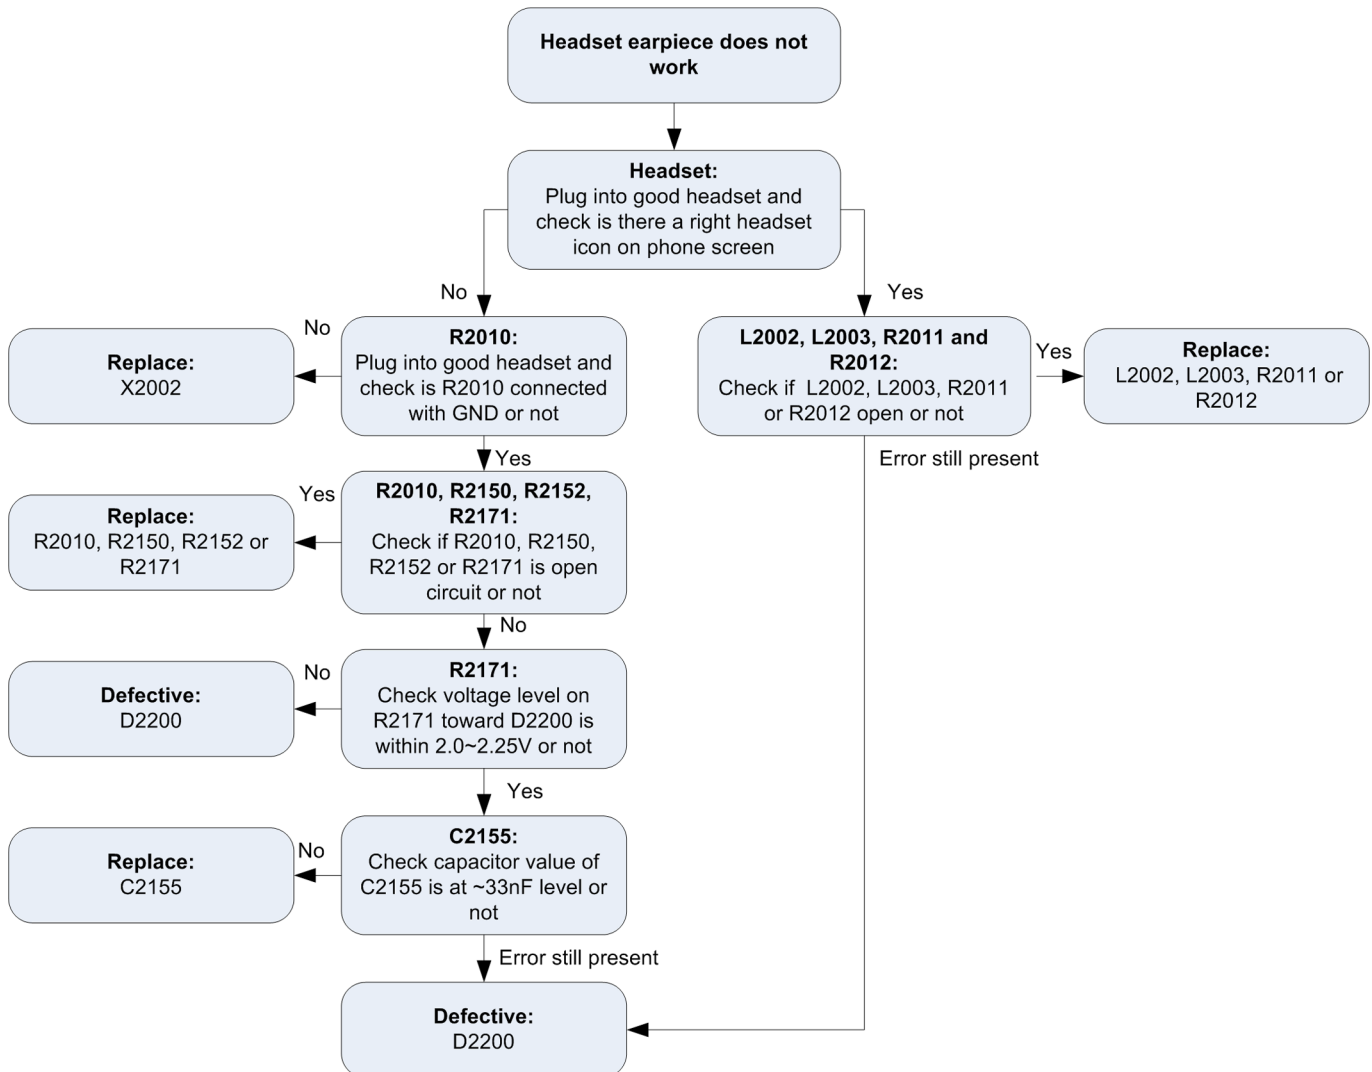 Headset earpiece does not
work
Headset:
Plug into good headset and
check is there a right headset
icon on phone screen
No
Yes
No
R2010:
Plug into good headset and
check is R2010 connected
with GND or not
Replace:
X2002
L2002, L2003, R2011 and
R2012:
Check if L2002, L2003, R2011
or R2012 open or not
Yes
Replace:
L2002, L2003, R2011 or
R2012
Yes
Error still present
Yes
R2010, R2150, R2152,
R2171:
Check if R2010, R2150,
R2152 or R2171 is open
circuit or not
Replace:
R2010, R2150, R2152 or
R2171
No
No
R2171:
Check voltage level on
R2171 toward D2200 is
within 2.0~2.25V or not
Defective:
D2200
Yes
No
C2155:
Check capacitor value of
C2155 is at ~33nF level or
not
Replace:
C2155
Error still present
Defective:
D2200